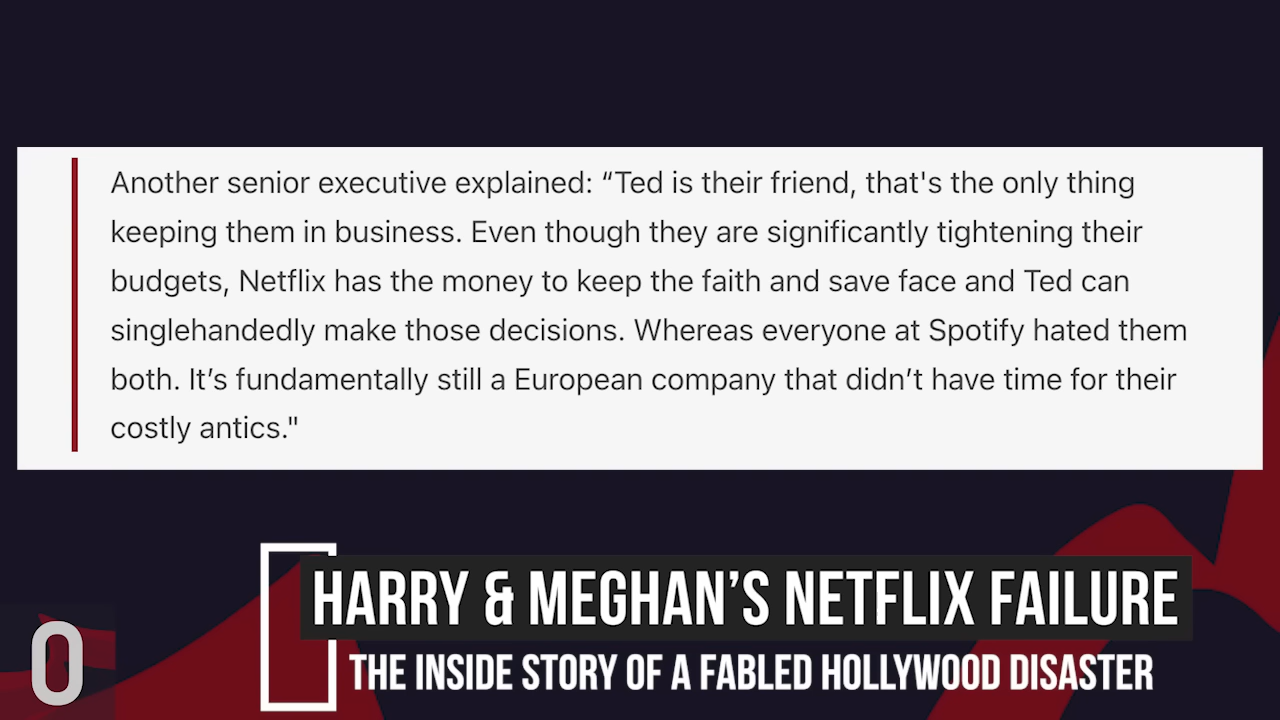 Another senior executive explained: “Ted is their friend, that's the only thing
keeping them in business. Even though they are significantly tightening their
budgets, Netflix has the money to keep the faith and save face and Ted can
singlehandedly make those decisions. Whereas everyone at Spotify hated them
both. It’s fundamentally still a European company that didn’t have time for their
costly antics."
HARRY & MEGHAN’S NETFLIX FAILURE
THE INSIDE STORY OF A FABLED HOLLYWOOD DISASTER
0